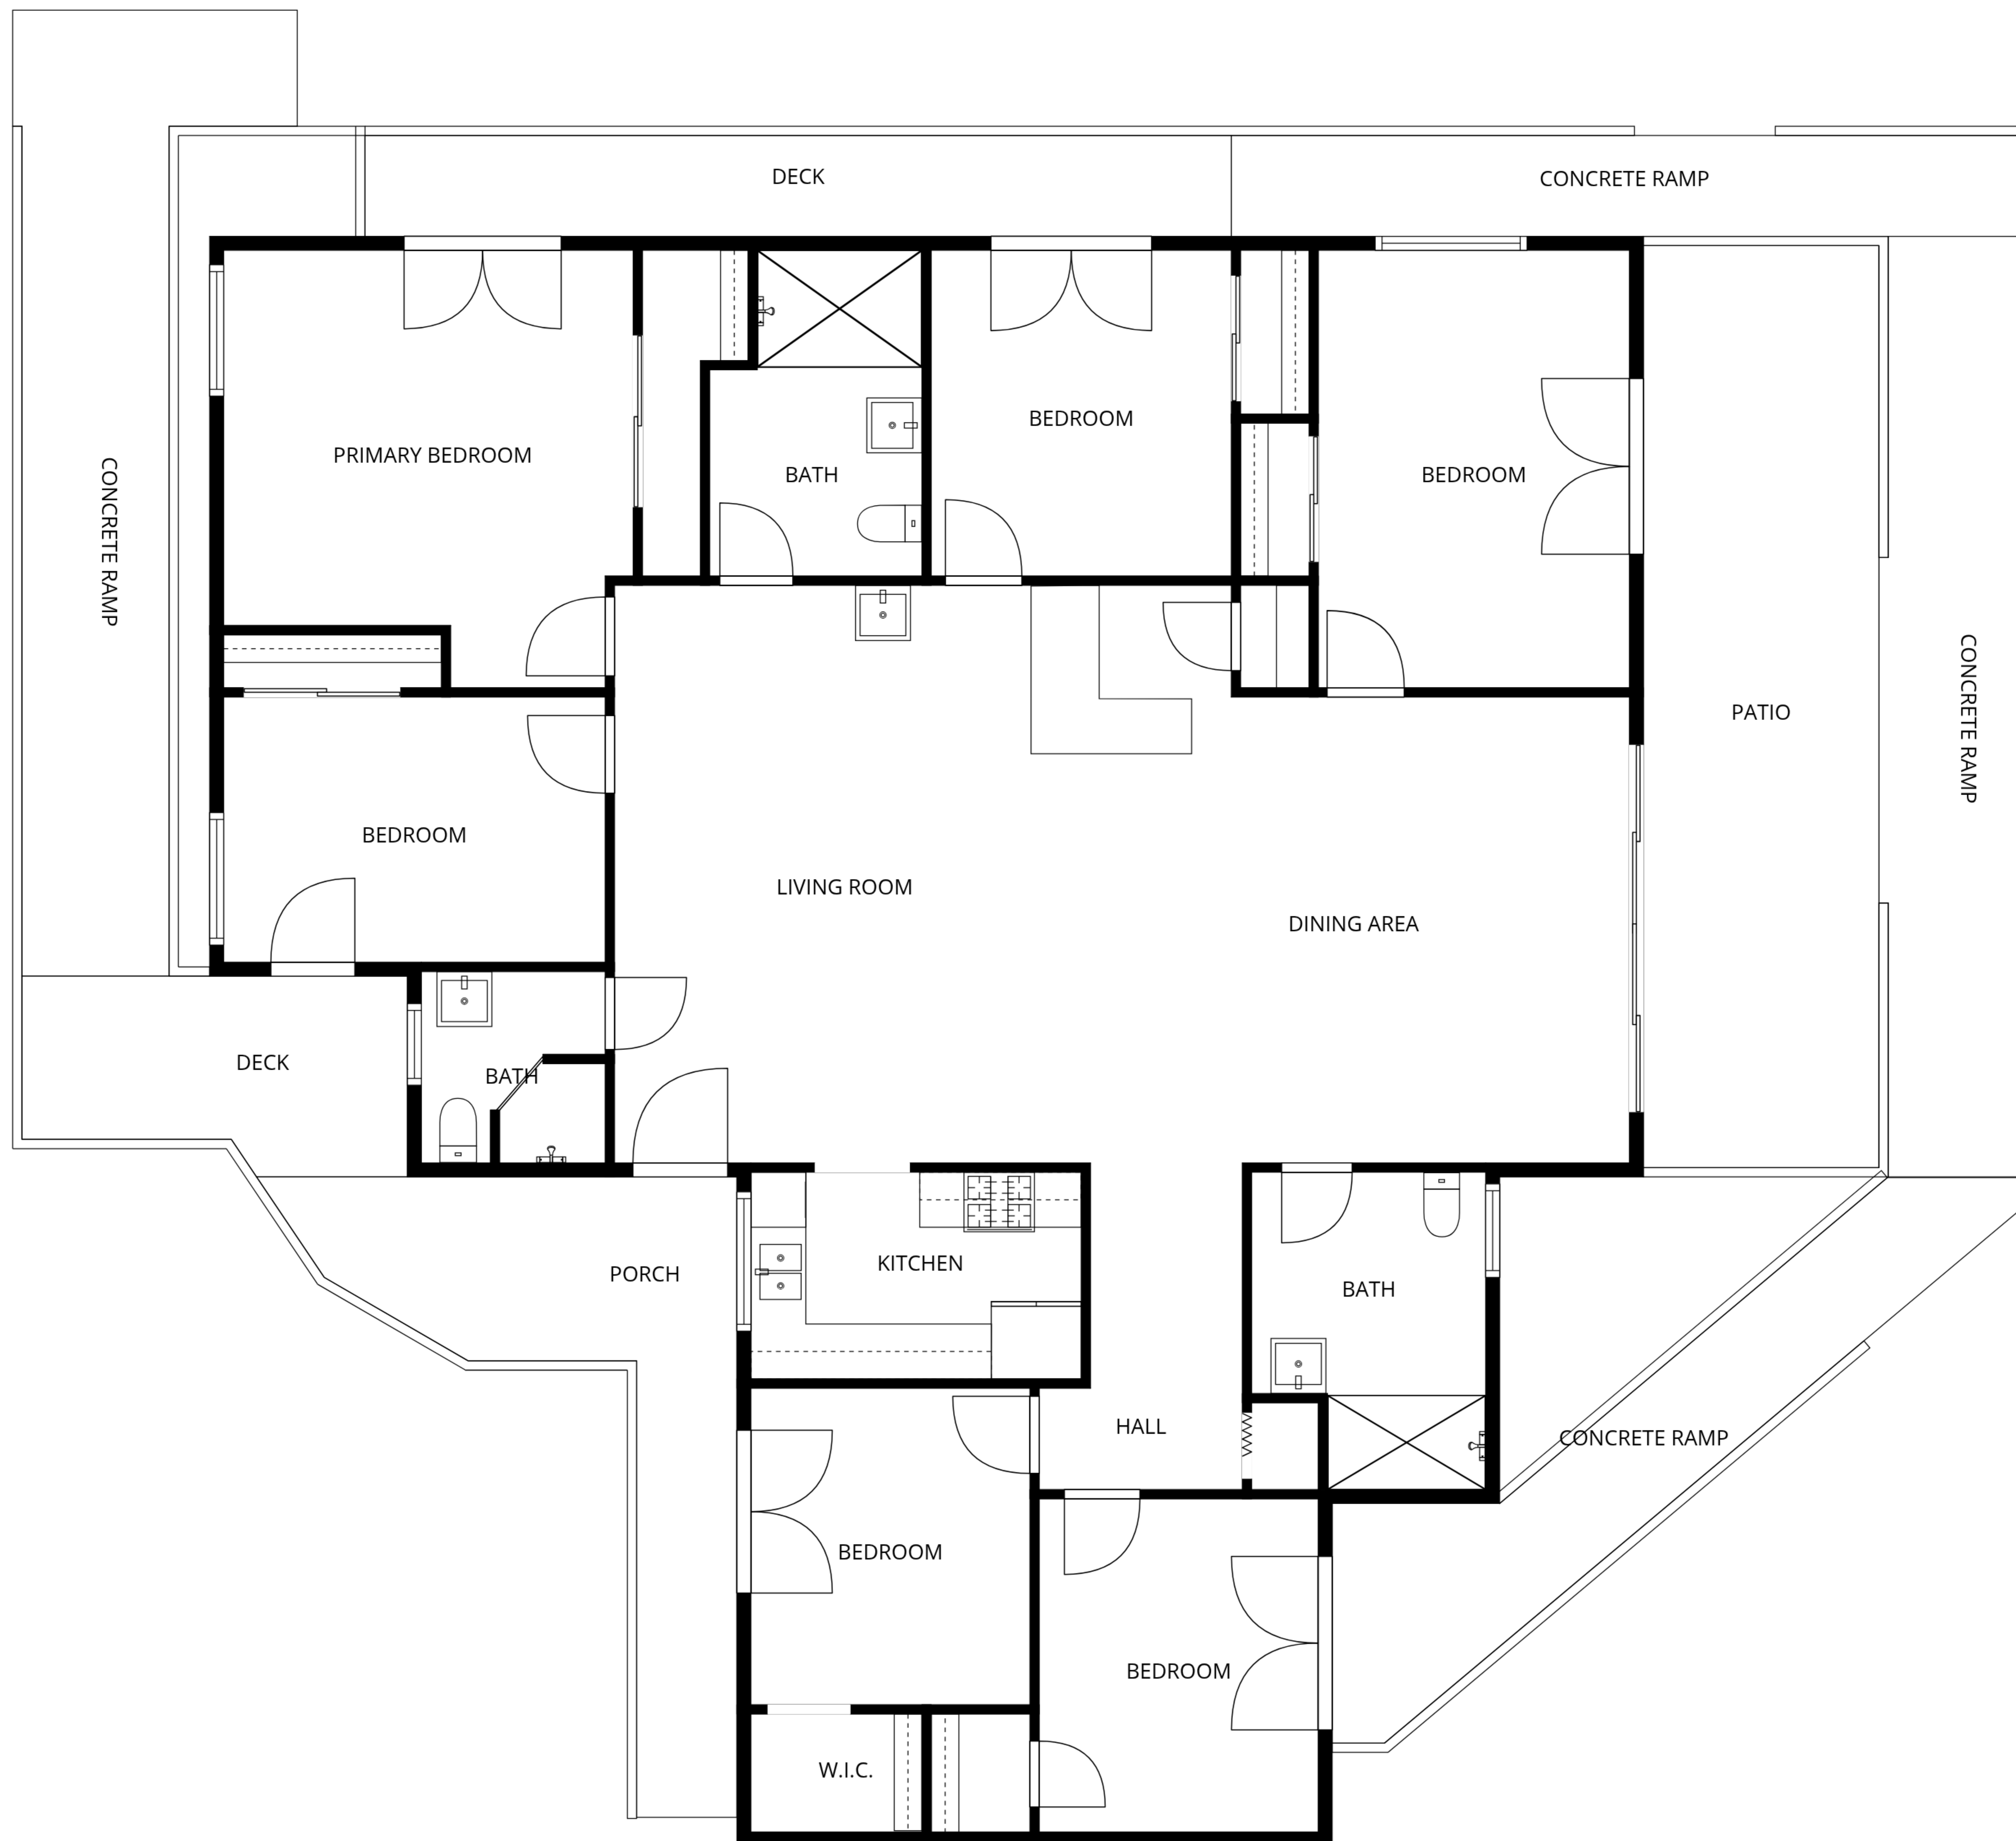 DECK
CONCRETE RAMP
PRIMARY BEDROOM
BATH
BEDROOM
BEDROOM
CONCRETE RAMP
PATIO
CONCRETE RAMP
BEDROOM
LIVING ROOM
DINING AREA
DECK
BATH
PORCH
KITCHEN
BATH
HALL
CONCRETE RAMP
BEDROOM
BEDROOM
W.I.C.